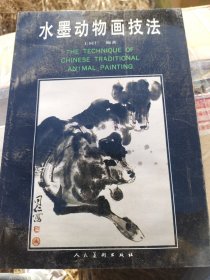 水墨动物画技法
编著
THE TECHNIQUE OF
CHINESE TRADITIONAL
ANIMAL PAINTING
人民美术出版社